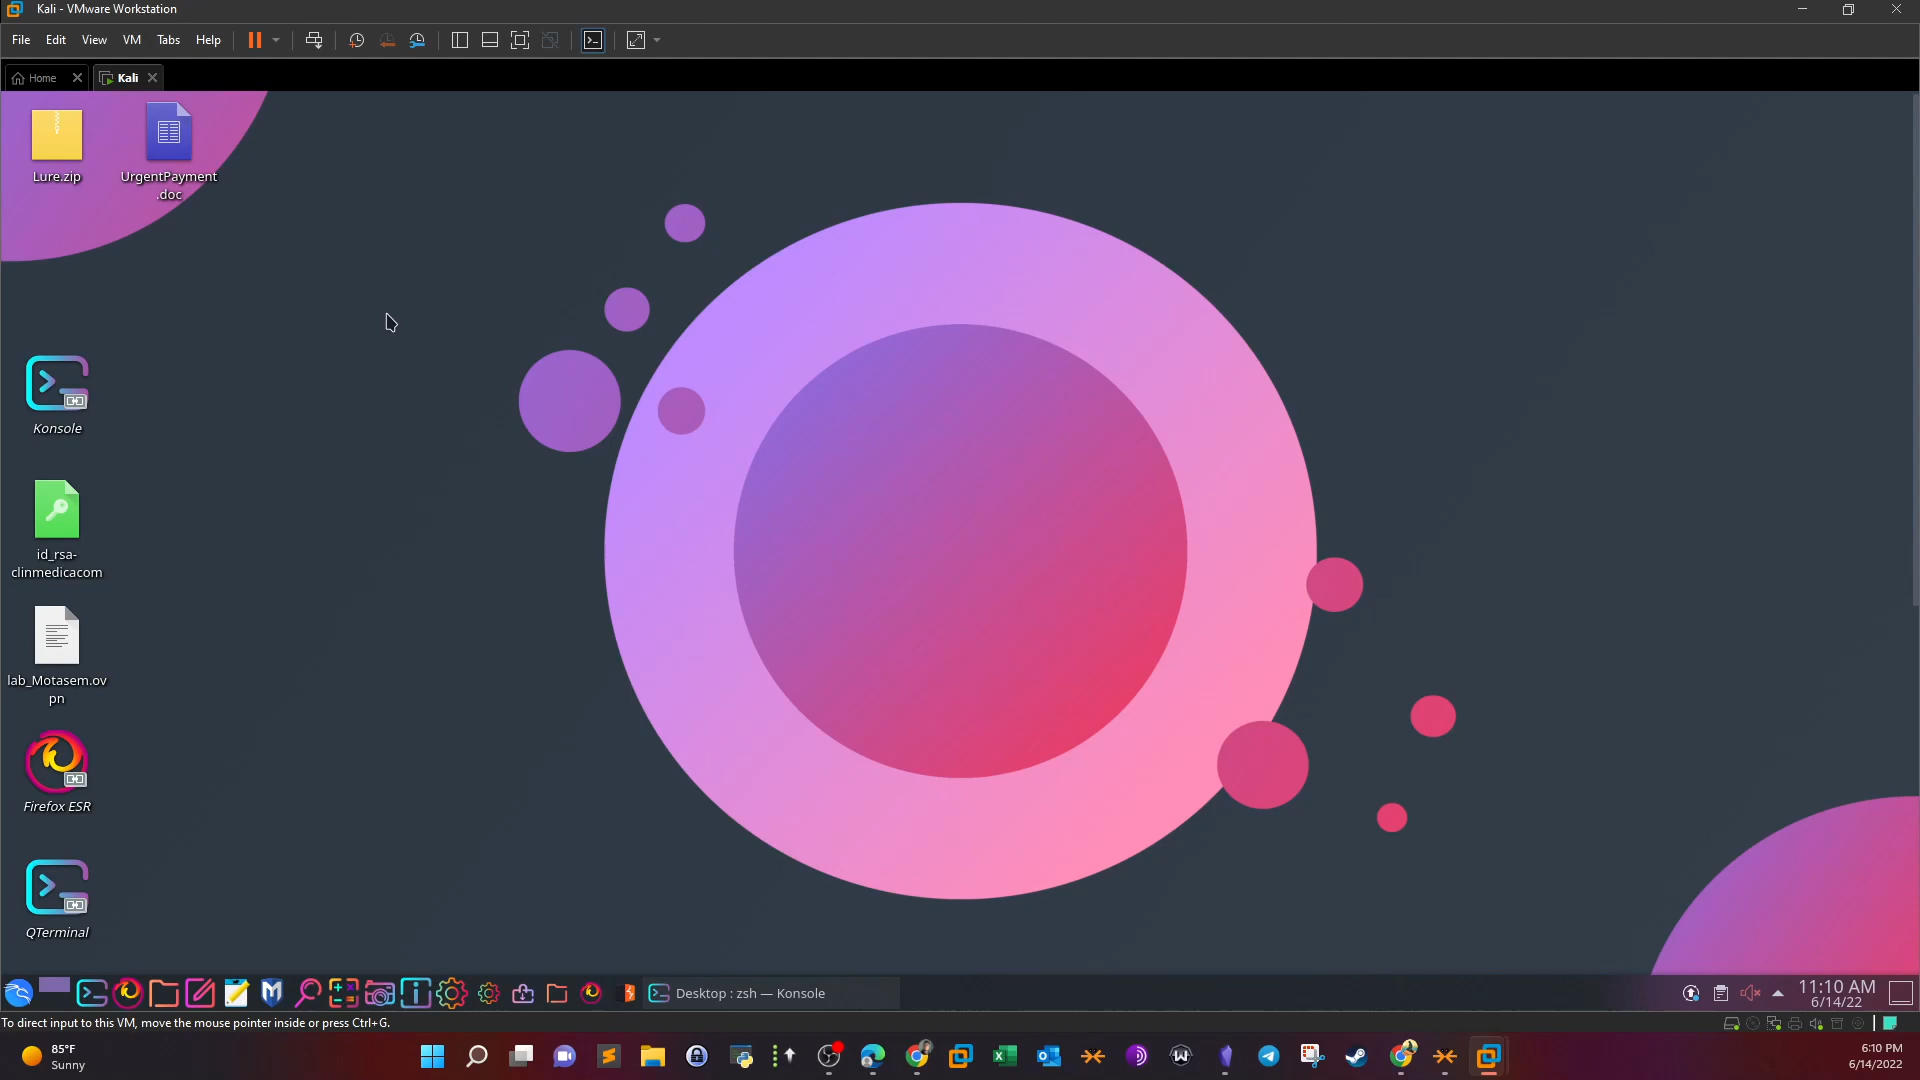 Kali - VMware Workstation
File Edit View VM Tabs Help
Home
Kali
Lure.zip
UrgentPayment
.doc
Konsole
id_rsa-
clinmedicacom
lab_Motasem.ov
pn
Firefox ESR
QTerminal
Desktop : zsh — Konsole
11:10 AM
6/14/22
To direct input to this VM, move the mouse pointer inside or press Ctrl+G.
85°F
Sunny
6:10 PM
6/14/2022